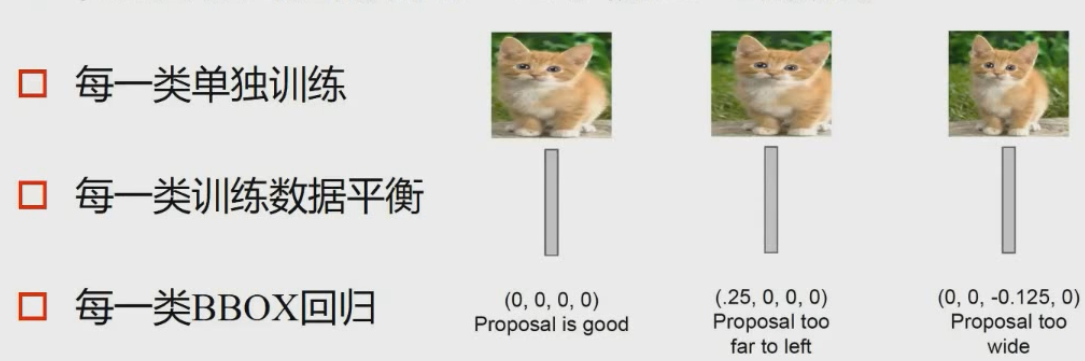 每一类单独训练
每一类训练数据平衡
每一类BBOX回归
(0, 0, 0, 0)
Proposal is good
(.25, 0, 0, 0)
Proposal too
far to left
(0, 0, -0.125, 0)
Proposal too
wide